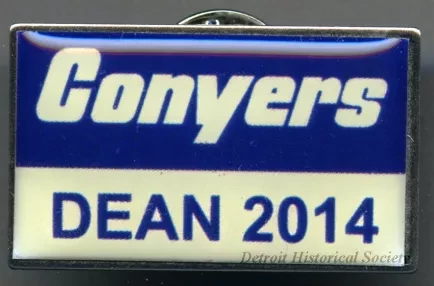 Conyers
DEAN 2014
Detroit Historical Society